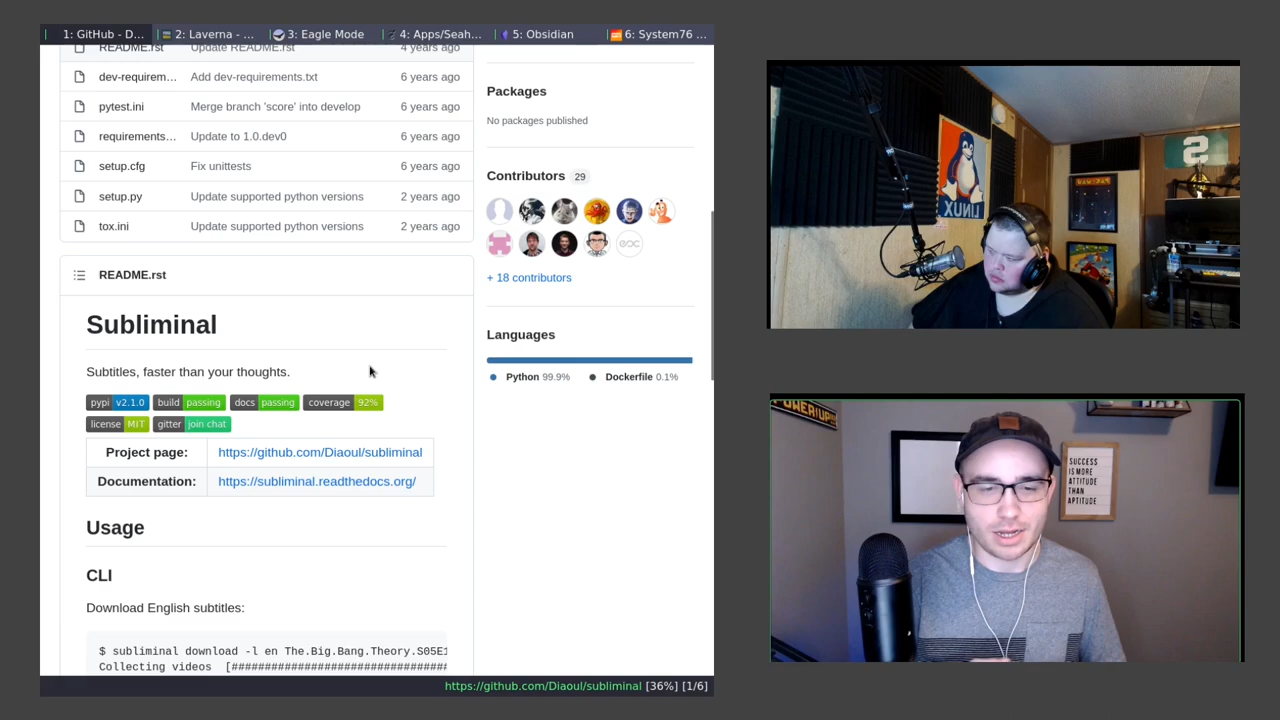 1: GitHub - D...
2: Laverna - ...
3: Eagle Mode
4: Apps/Seah...
5: Obsidian
6: System76 ...
README.rst Update README.rst 4 years ago
dev-requirem... Add dev-requirements.txt 6 years ago
pytest.ini Merge branch 'score' into develop 6 years ago
requirements... Update to 1.0.dev0 6 years ago
setup.cfg Fix unittests 6 years ago
setup.py Update supported python versions 2 years ago
tox.ini Update supported python versions 2 years ago
README.rst
Subliminal
Subtitles, faster than your thoughts.
pypi v2.1.0 build passing docs passing coverage 92%
license MIT gitter join chat
Project page: https://github.com/Diaoul/subliminal
Documentation: https://subliminal.readthedocs.org/
Usage
CLI
Download English subtitles:
$ subliminal download -l en The.Big.Bang.Theory.S05E1
Collecting videos [##################################
Packages
No packages published
Contributors 29
eoc
+ 18 contributors
Languages
Python 99.9% Dockerfile 0.1%
https://github.com/Diaoul/subliminal [36%] [1/6]
LINUX
POWER UP!!
SUCCESS
IS MORE
ATTITUDE
THAN
APTITUDE